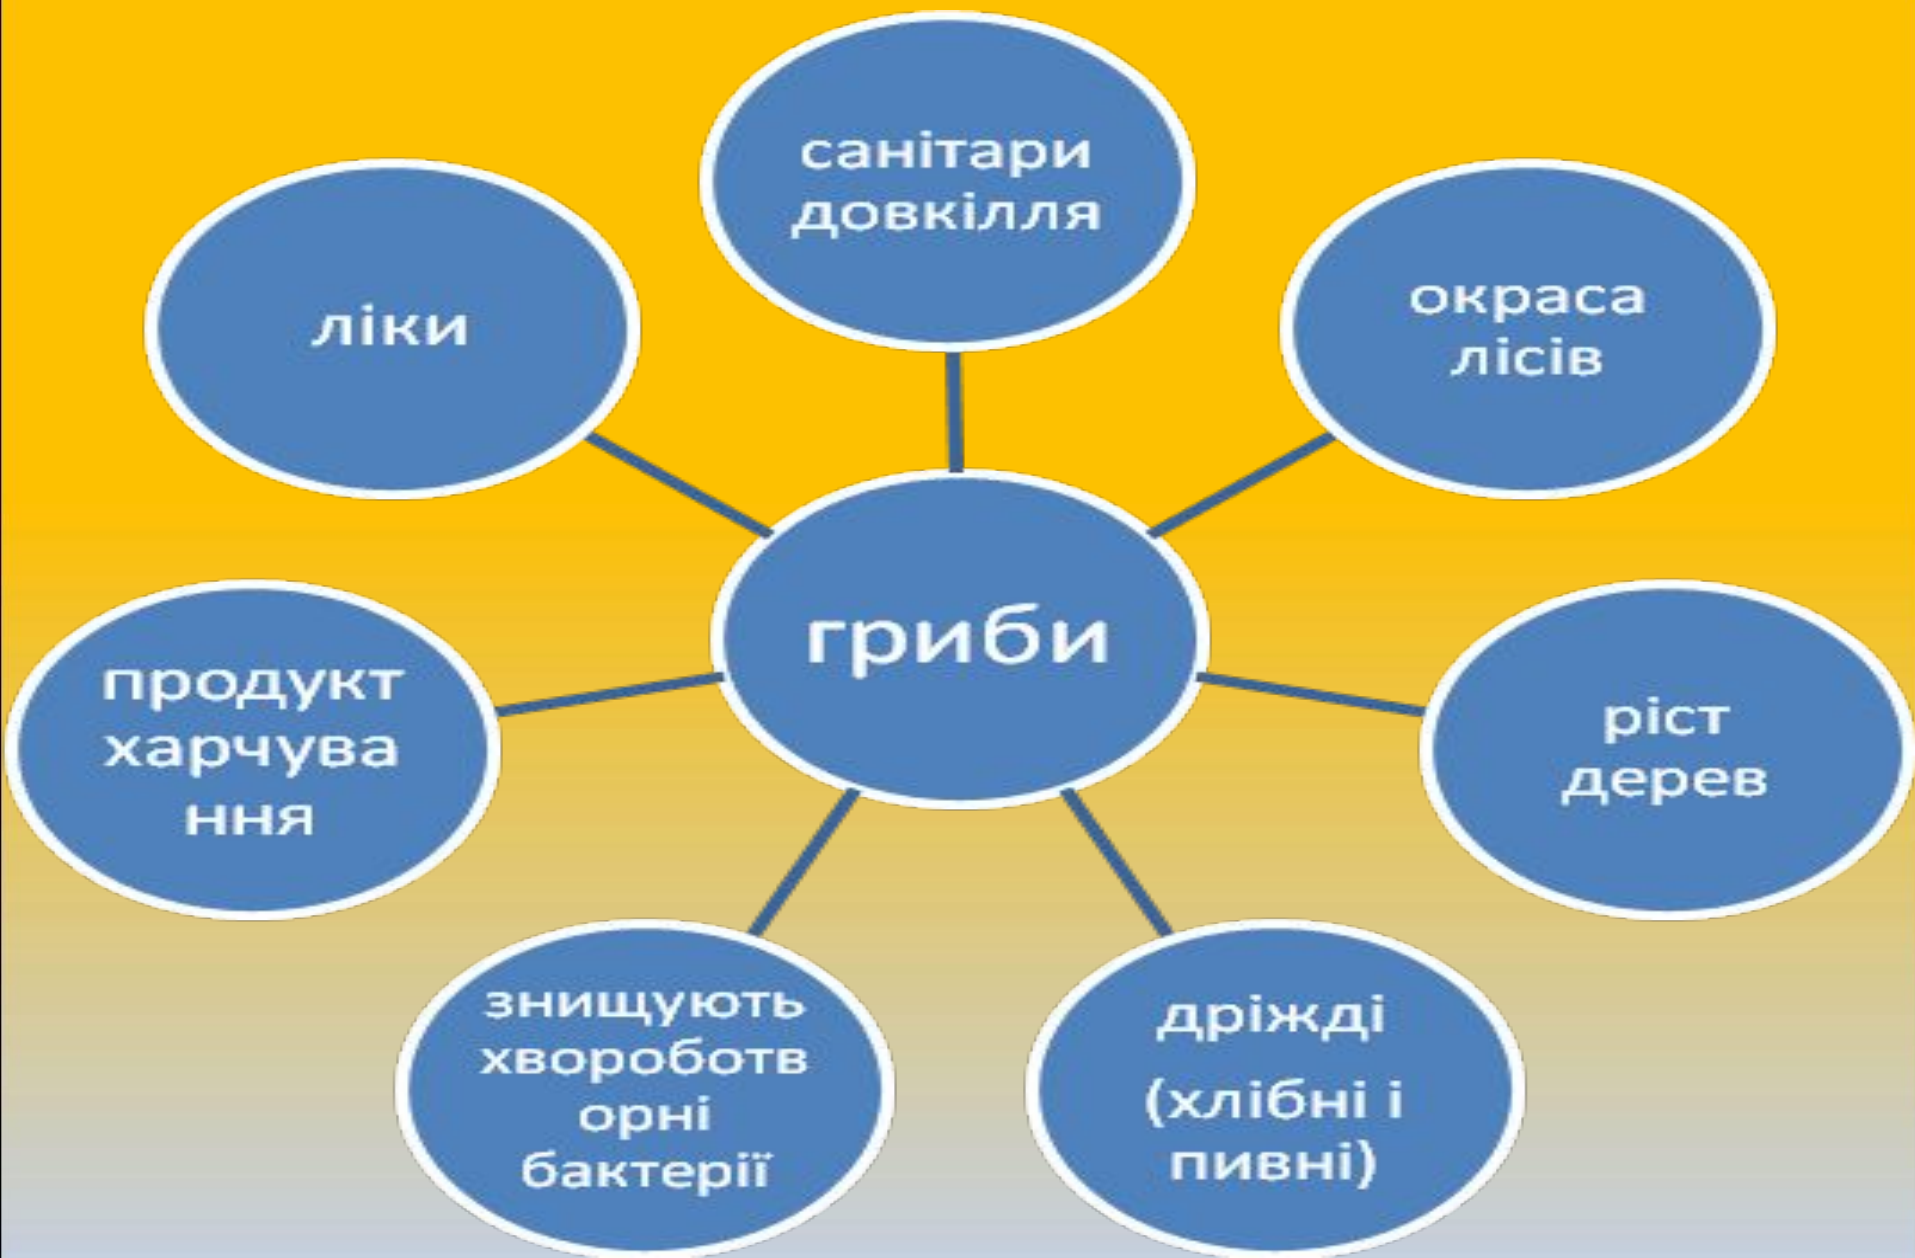 санітари
довкілля
окраса
лісів
ліки
гриби
ріст
дерев
продукт
харчува
ння
дріжді
(хлібні і
пивні)
знищують
хвороботв
орні
бактерії